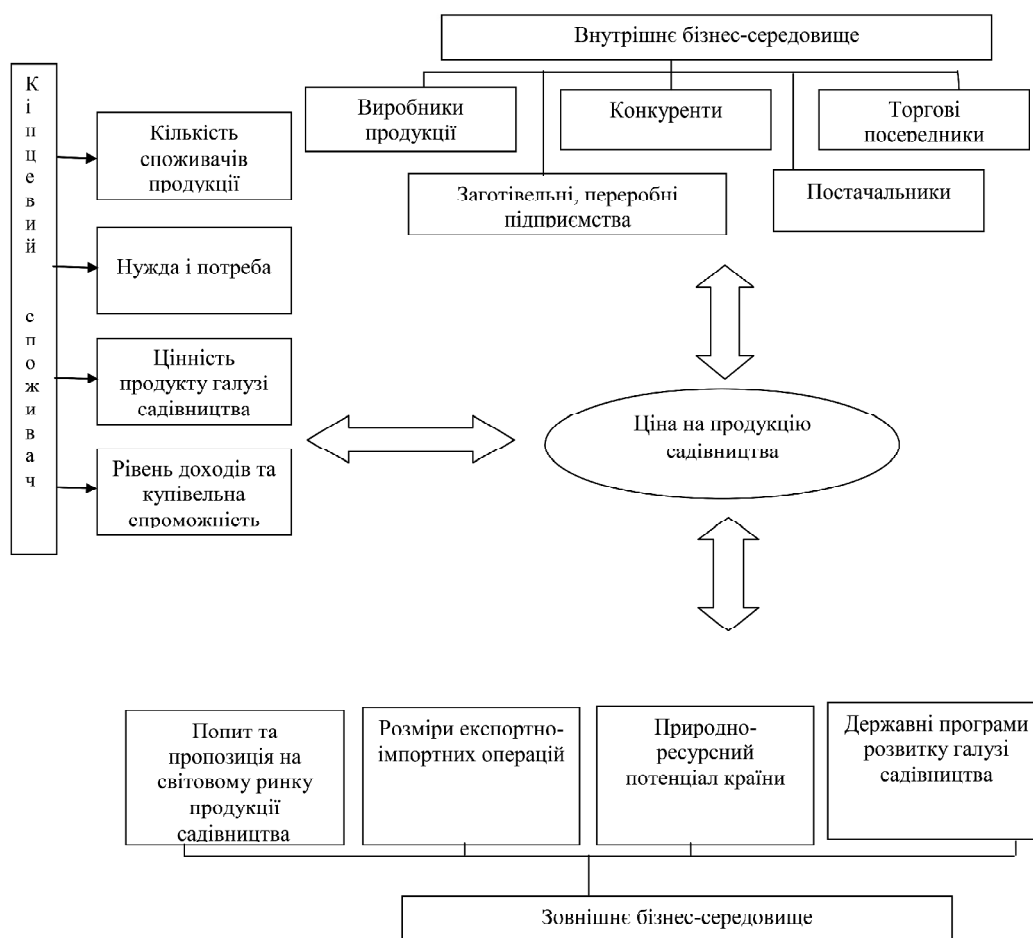 Внутрішнє бізнес-середовище
Виробники
продукції
Конкуренти
Торгові
посередники
Заготівельні, переробні
підприємства
Постачальники
Кінцевий споживач
Кількість
споживачів
продукції
Нужда і потреба
Цінність
продукту галузі
садівництва
Рівень доходів та
купівельна
спроможність
Ціна на продукцію
садівництва
Попит та
пропозиція на
світовому ринку
продукції
садівництва
Розміри експортно-
імпортних операцій
Природно-
ресурсний
потенціал країни
Державні програми
розвитку галузі
садівництва
Зовнішнє бізнес-середовище